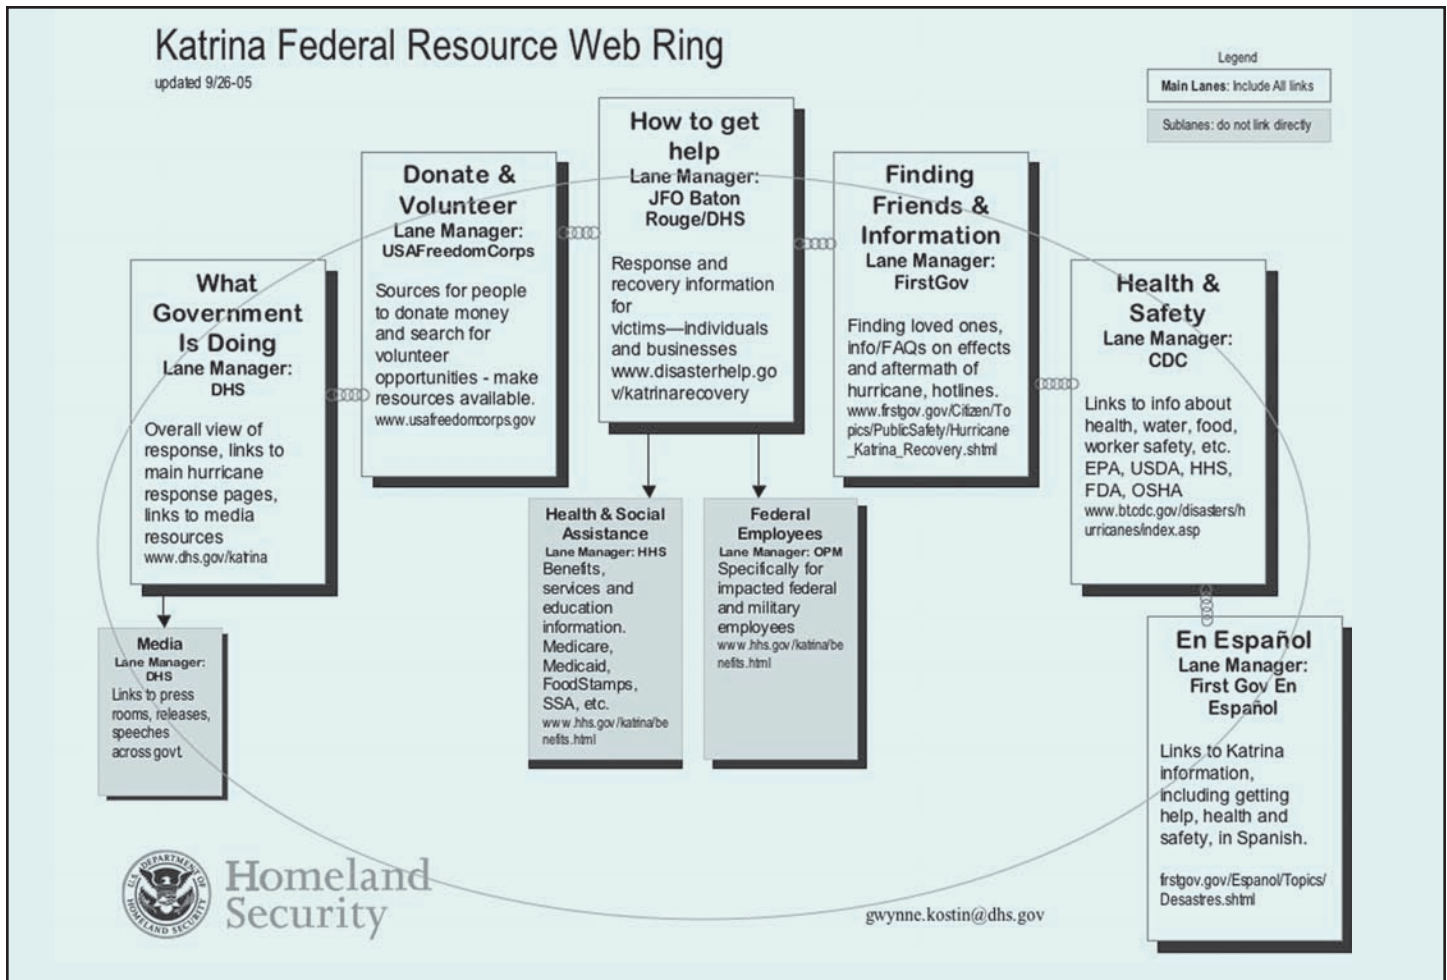 Katrina Federal Resource Web Ring
updated 9/26-05
Legend
Main Lanes: Include All links
Sublanes: do not link directly
What
Government
Is Doing
Lane Manager:
DHS
Overall view of
response, links to
main hurricane
response pages,
links to media
resources
www.dhs.gov/katrina
Media
Lane Manager:
DHS
Links to press
rooms, releases,
speeches
across govt.
Donate &
Volunteer
Lane Manager:
USAFreedomCorps
Sources for people
to donate money
and search for
volunteer
opportunities - make
resources available.
www.usafreedomcorps.gov
How to get
help
Lane Manager:
JFO Baton
Rouge/DHS
Response and
recovery information
for
victims—individuals
and businesses
www.disasterhelp.go
v/katrinarecovery
Health & Social
Assistance
Lane Manager: HHS
Benefits,
services and
education
information.
Medicare,
Medicaid,
FoodStamps,
SSA, etc.
www.hhs.gov/katrina/be
nefits.html
Federal
Employees
Lane Manager: OPM
Specifically for
impacted federal
and military
employees
www.hhs.gov/katrina/be
nefits.html
Finding
Friends &
Information
Lane Manager:
FirstGov
Finding loved ones,
info/FAQs on effects
and aftermath of
hurricane, hotlines.
www.firstgov.gov/Citizen/To
pics/PublicSafety/Hurricane
_Katrina_Recovery.shtml
Health &
Safety
Lane Manager:
CDC
Links to info about
health, water, food,
worker safety, etc.
EPA, USDA, HHS,
FDA, OSHA
www.bt.cdc.gov/disasters/h
urricanes/index.asp
En Español
Lane Manager:
First Gov En
Español
Links to Katrina
information,
including getting
help, health and
safety, in Spanish.
firstgov.gov/Espanol/Topics/
Desastres.shtml
U.S. DEPARTMENT OF
HOMELAND SECURITY
Homeland
Security
gwynne.kostin@dhs.gov